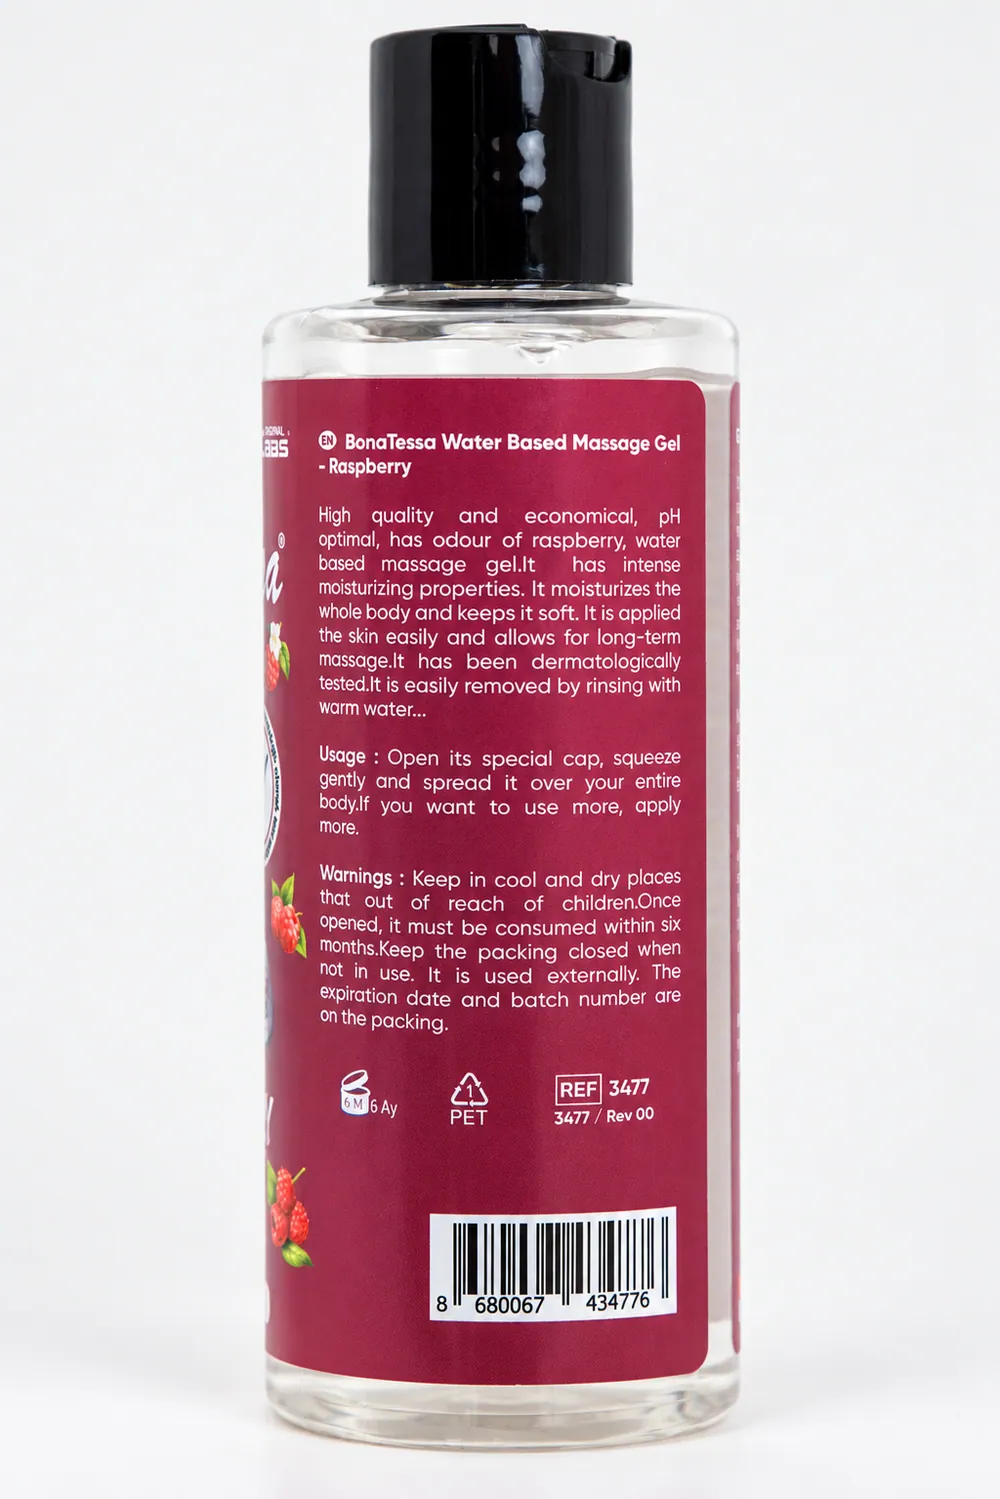 ORIGINAL
Labs
a®
EN BonaTessa Water Based Massage Gel
- Raspberry
High quality and economical, pH
optimal, has odour of raspberry, water
based massage gel.It has intense
moisturizing properties. It moisturizes the
whole body and keeps it soft. It is applied
the skin easily and allows for long-term
massage.It has been dermatologically
tested.It is easily removed by rinsing with
warm water...
Usage : Open its special cap, squeeze
gently and spread it over your entire
body.If you want to use more, apply
more.
Warnings : Keep in cool and dry places
that out of reach of children.Once
opened, it must be consumed within six
months.Keep the packing closed when
not in use. It is used externally. The
expiration date and batch number are
on the packing.
6 M 6 Ay
1
PET
REF 3477
3477 / Rev 00
8 680067 434776